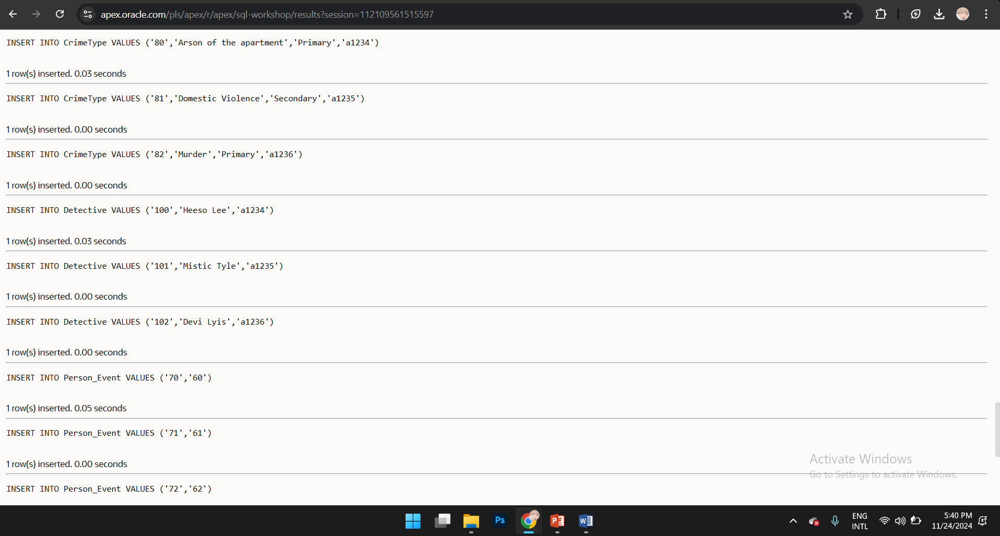 apex.oracle.com/pls/apex/r/apex/sql-workshop/results?session=112109561515597
INSERT INTO CrimeType VALUES ('80','Arson of the apartment','Primary','a1234')
1 row(s) inserted. 0.03 seconds
INSERT INTO CrimeType VALUES ('81','Domestic Violence','Secondary','a1235')
1 row(s) inserted. 0.00 seconds
INSERT INTO CrimeType VALUES ('82','Murder','Primary','a1236')
1 row(s) inserted. 0.00 seconds
INSERT INTO Detective VALUES ('100','Heeso Lee','a1234')
1 row(s) inserted. 0.03 seconds
INSERT INTO Detective VALUES ('101','Mistic Tyle','a1235')
1 row(s) inserted. 0.00 seconds
INSERT INTO Detective VALUES ('102','Devi Lyis','a1236')
1 row(s) inserted. 0.00 seconds
INSERT INTO Person_Event VALUES ('70','60')
1 row(s) inserted. 0.05 seconds
INSERT INTO Person_Event VALUES ('71','61')
1 row(s) inserted. 0.00 seconds
INSERT INTO Person_Event VALUES ('72','62')
Activate Windows
Go to Settings to activate Windows.
Ps
P
W
ENG
INTL
5:40 PM
11/24/2024